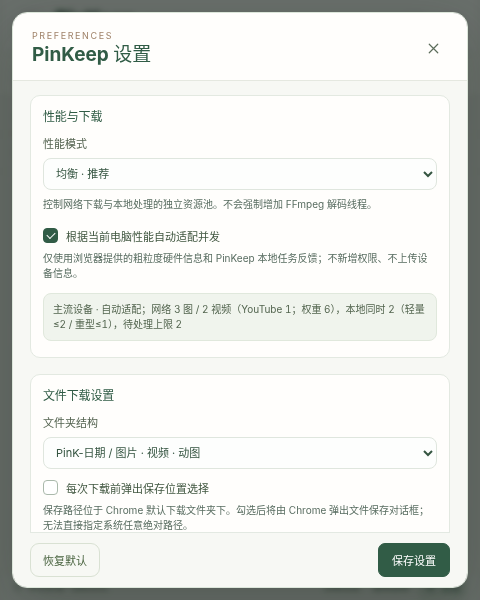 PREFERENCES
PinKeep 设置
性能与下载
性能模式
均衡 · 推荐
控制网络下载与本地处理的独立资源池。不会强制增加 FFmpeg 解码线程。
根据当前电脑性能自动适配并发
仅使用浏览器提供的粗粒度硬件信息和 PinKeep 本地任务反馈；不新增权限、不上传设
备信息。
主流设备 · 自动适配；网络 3 图 / 2 视频（YouTube 1；权重 6），本地同时 2（轻量
≤2 / 重型≤1），待处理上限 2
文件下载设置
文件夹结构
PinK-日期 / 图片 · 视频 · 动图
每次下载前弹出保存位置选择
保存路径位于 Chrome 默认下载文件夹下。勾选后将由 Chrome 弹出文件保存对话框；
无法直接指定系统任意绝对路径。
恢复默认
保存设置